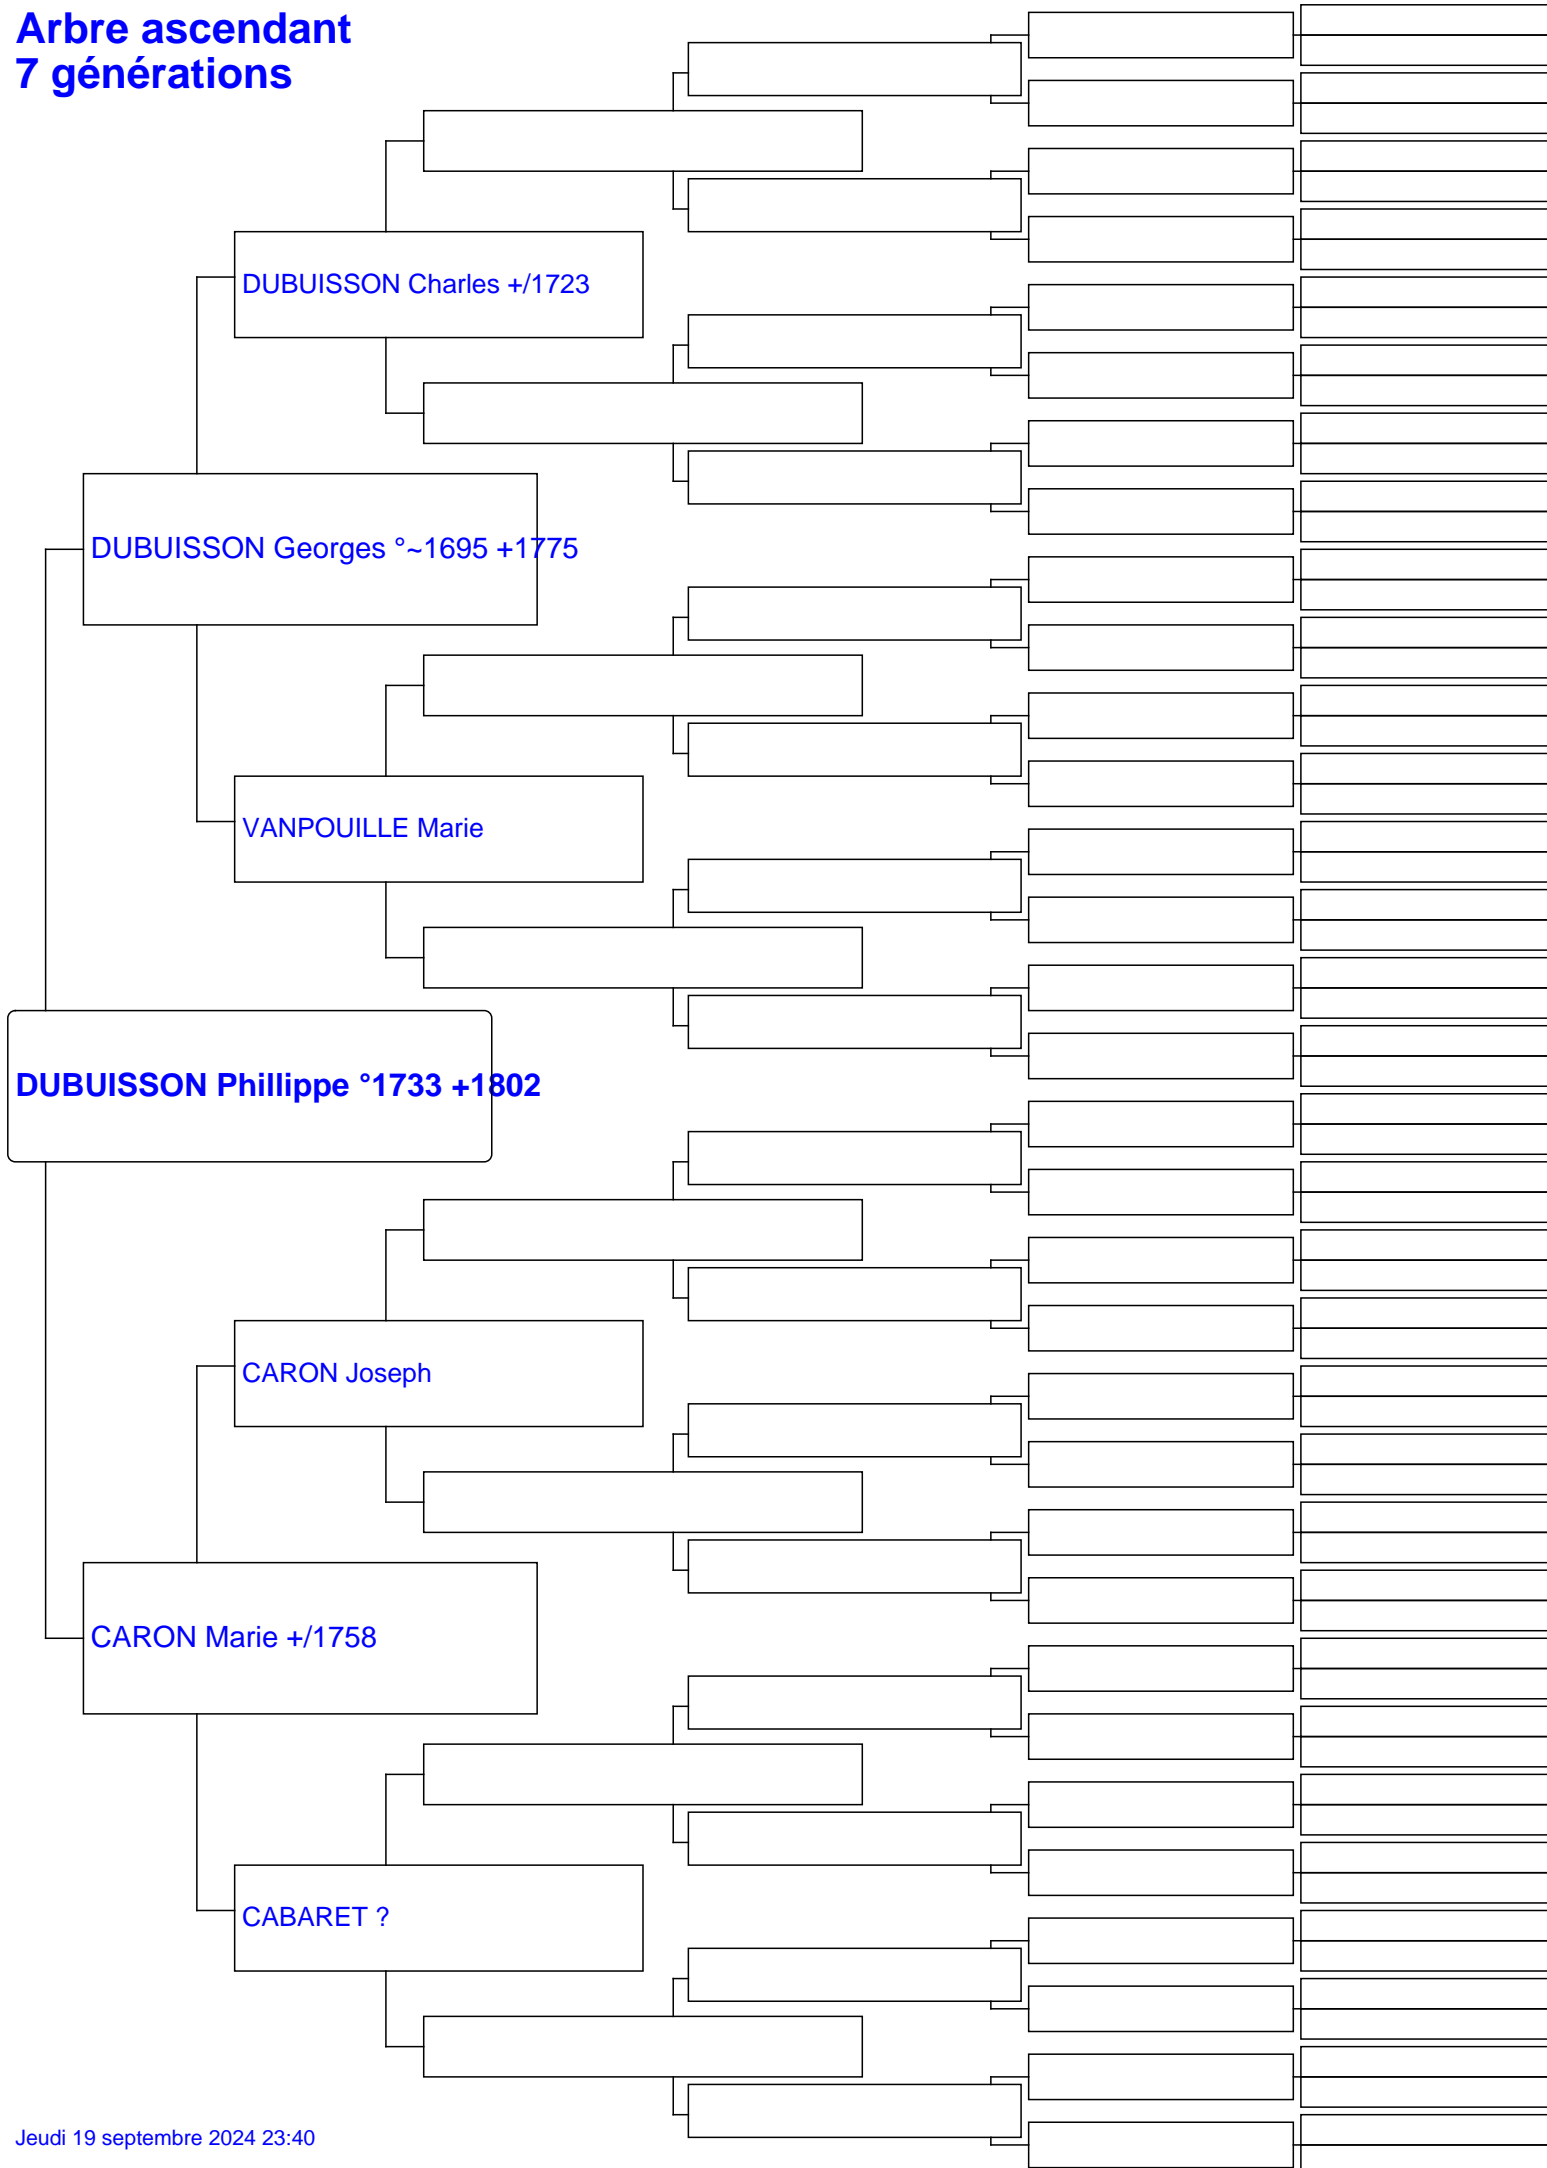 Arbre ascendant
7 générations
DUBUISSON Charles +/1723
DUBUISSON Georges °~1695 +1775
VANPOUILLE Marie
DUBUISSON Phillippe °1733 +1802
CARON Joseph
CARON Marie +/1758
CABARET ?
Jeudi 19 septembre 2024 23:40